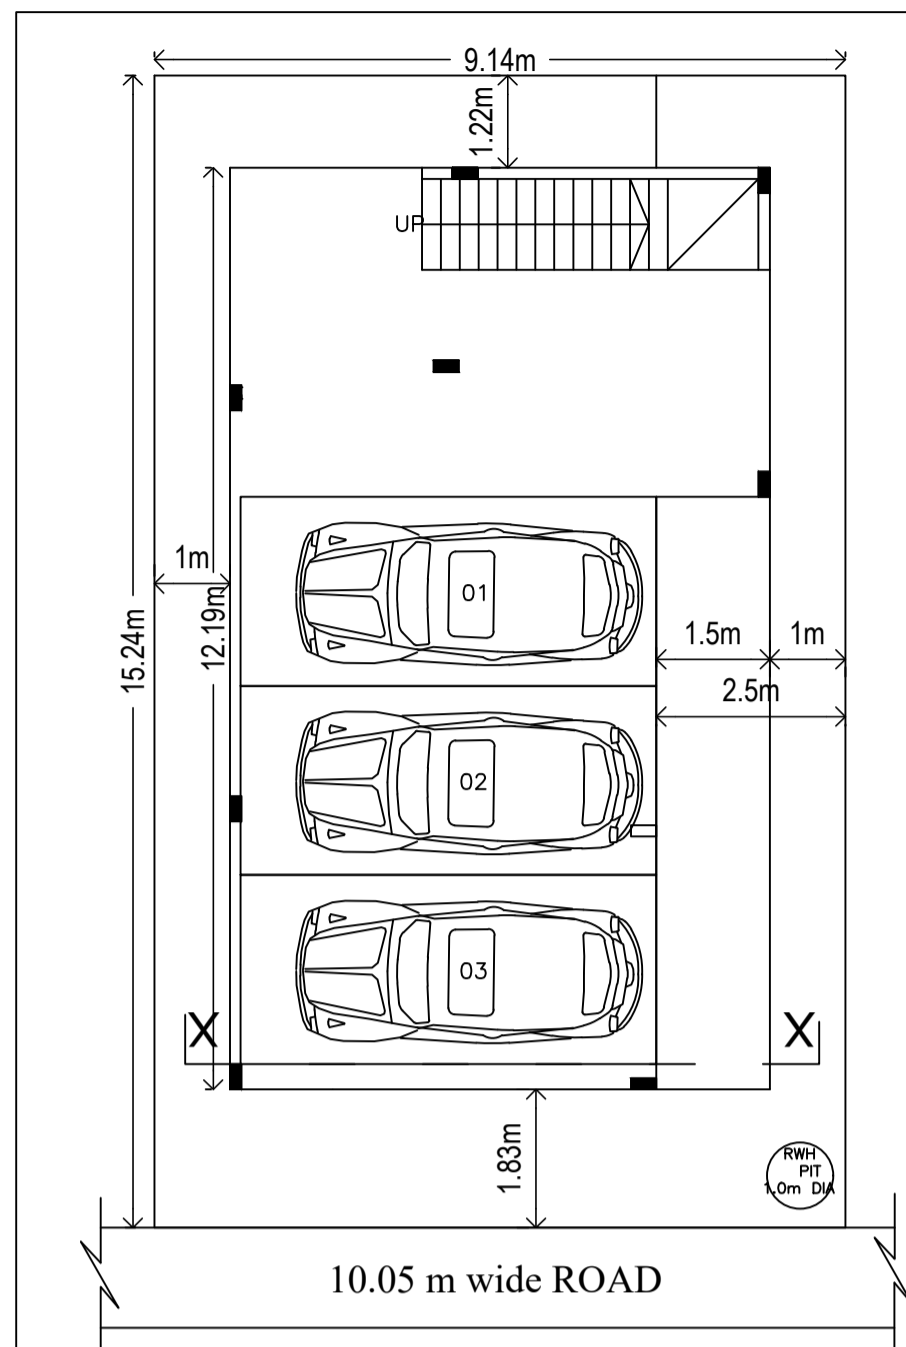 9.14m
1.22m
UP
1m
01
15.24m
12.19m
1.5m
1m
2.5m
02
03
X
X
1.83m
RWH
PIT
1.0m DIA
10.05 m wide ROAD